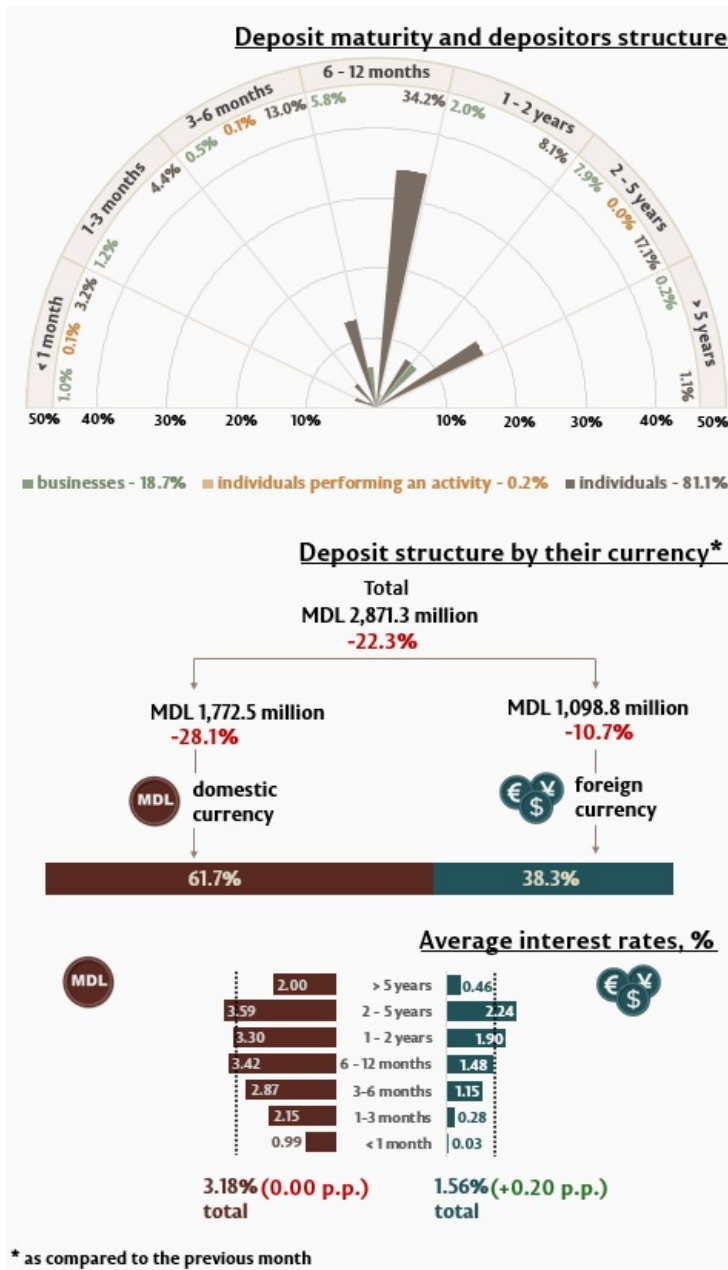 Deposit maturity and depositors structure
6 - 12 months
3-6 months
1 - 2 years
1-3 months
2 - 5 years
< 1 month
> 5 years
1.0%
0.1%
3.2%
1.2%
4.4%
0.5%
0.1%
13.0%
5.8%
34.2%
2.0%
8.1%
7.9%
0.0%
17.1%
0.2%
1.1%
50% 40% 30% 20% 10% 10% 20% 30% 40% 50%
businesses - 18.7% individuals performing an activity - 0.2% individuals - 81.1%
Deposit structure by their currency*
Total
MDL 2,871.3 million
-22.3%
MDL 1,772.5 million
-28.1%
MDL 1,098.8 million
-10.7%
MDL
domestic
currency
€ ¥
$
foreign
currency
61.7% 38.3%
Average interest rates, %
MDL
€ ¥
$
2.00 > 5 years 0.46
3.59 2 - 5 years 2.24
3.30 1 - 2 years 1.90
3.42 6 - 12 months 1.48
2.87 3-6 months 1.15
2.15 1-3 months 0.28
0.99 < 1 month 0.03
3.18% (0.00 p.p.)
total
1.56% (+0.20 p.p.)
total
* as compared to the previous month